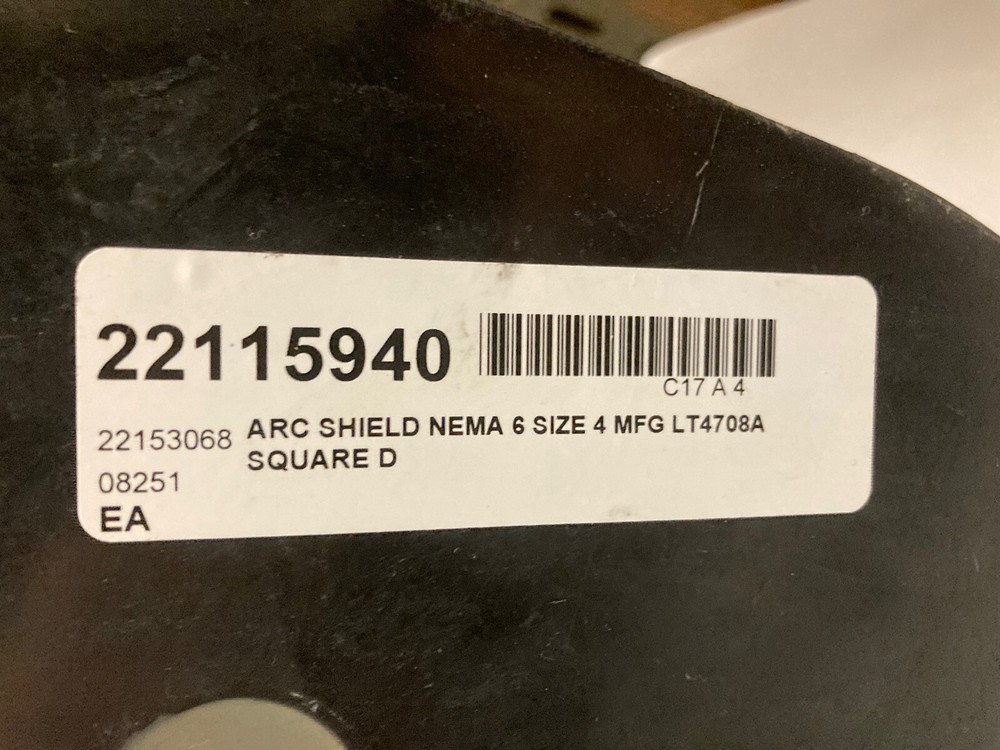 22115940
C17 A 4
22153068 ARC SHIELD NEMA 6 SIZE 4 MFG LT4708A
SQUARE D
08251
EA